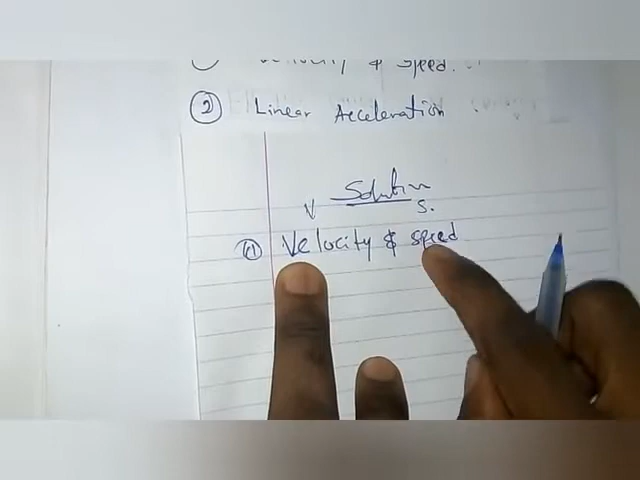 velocity & speed.
② Linear Acceleration.
Solution
V S.
(1) Velocity & speed